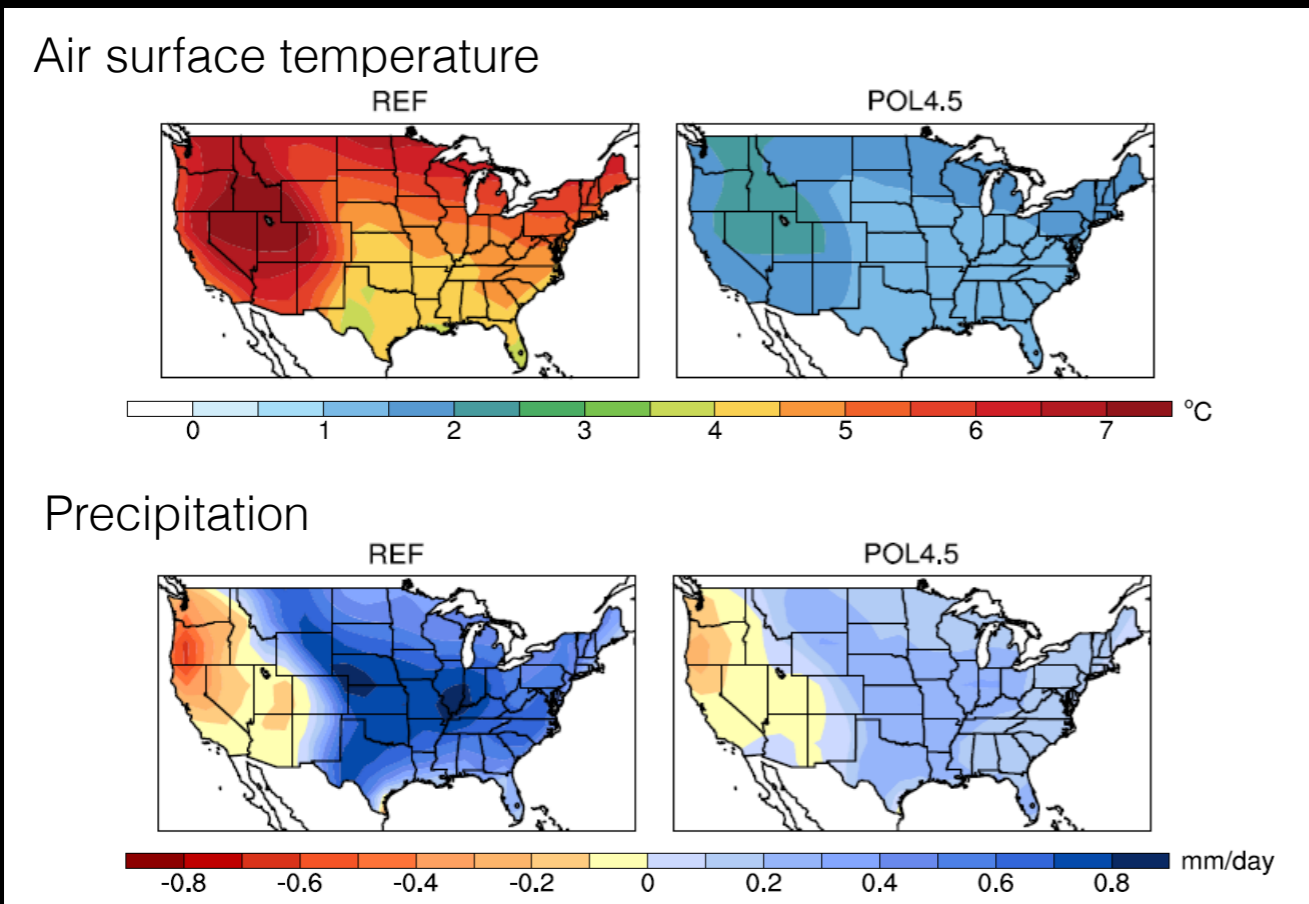 Air surface temperature
REF POL4.5
0 1 2 3 4 5 6 7 °C
Precipitation
REF POL4.5
-0.8 -0.6 -0.4 -0.2 0 0.2 0.4 0.6 0.8 mm/day